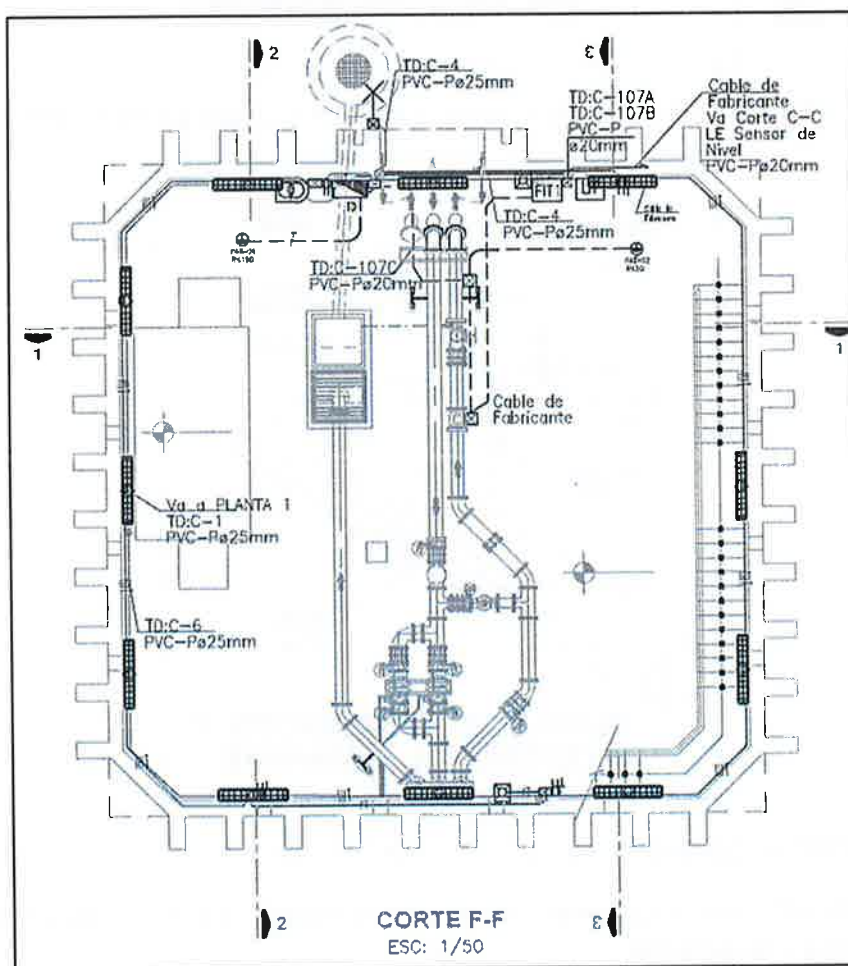 2
3
TD:C-4
PVC-Pø25mm
TD:C-107A
TD:C-107B
PVC-P
ø20mm
Cable de
Fabricante
Va Corte C-C
LE Sensor de
Nivel
PVC-Pø20mm
FIT1
TD:C-4
PVC-Pø25mm
TD:C-107C
PVC-Pø20mm
1
1
Cable de
Fabricante
Va a PLANTA 1
TD:C-1
PVC-Pø25mm
TD:C-6
PVC-Pø25mm
2
3
CORTE F-F
ESC: 1/50